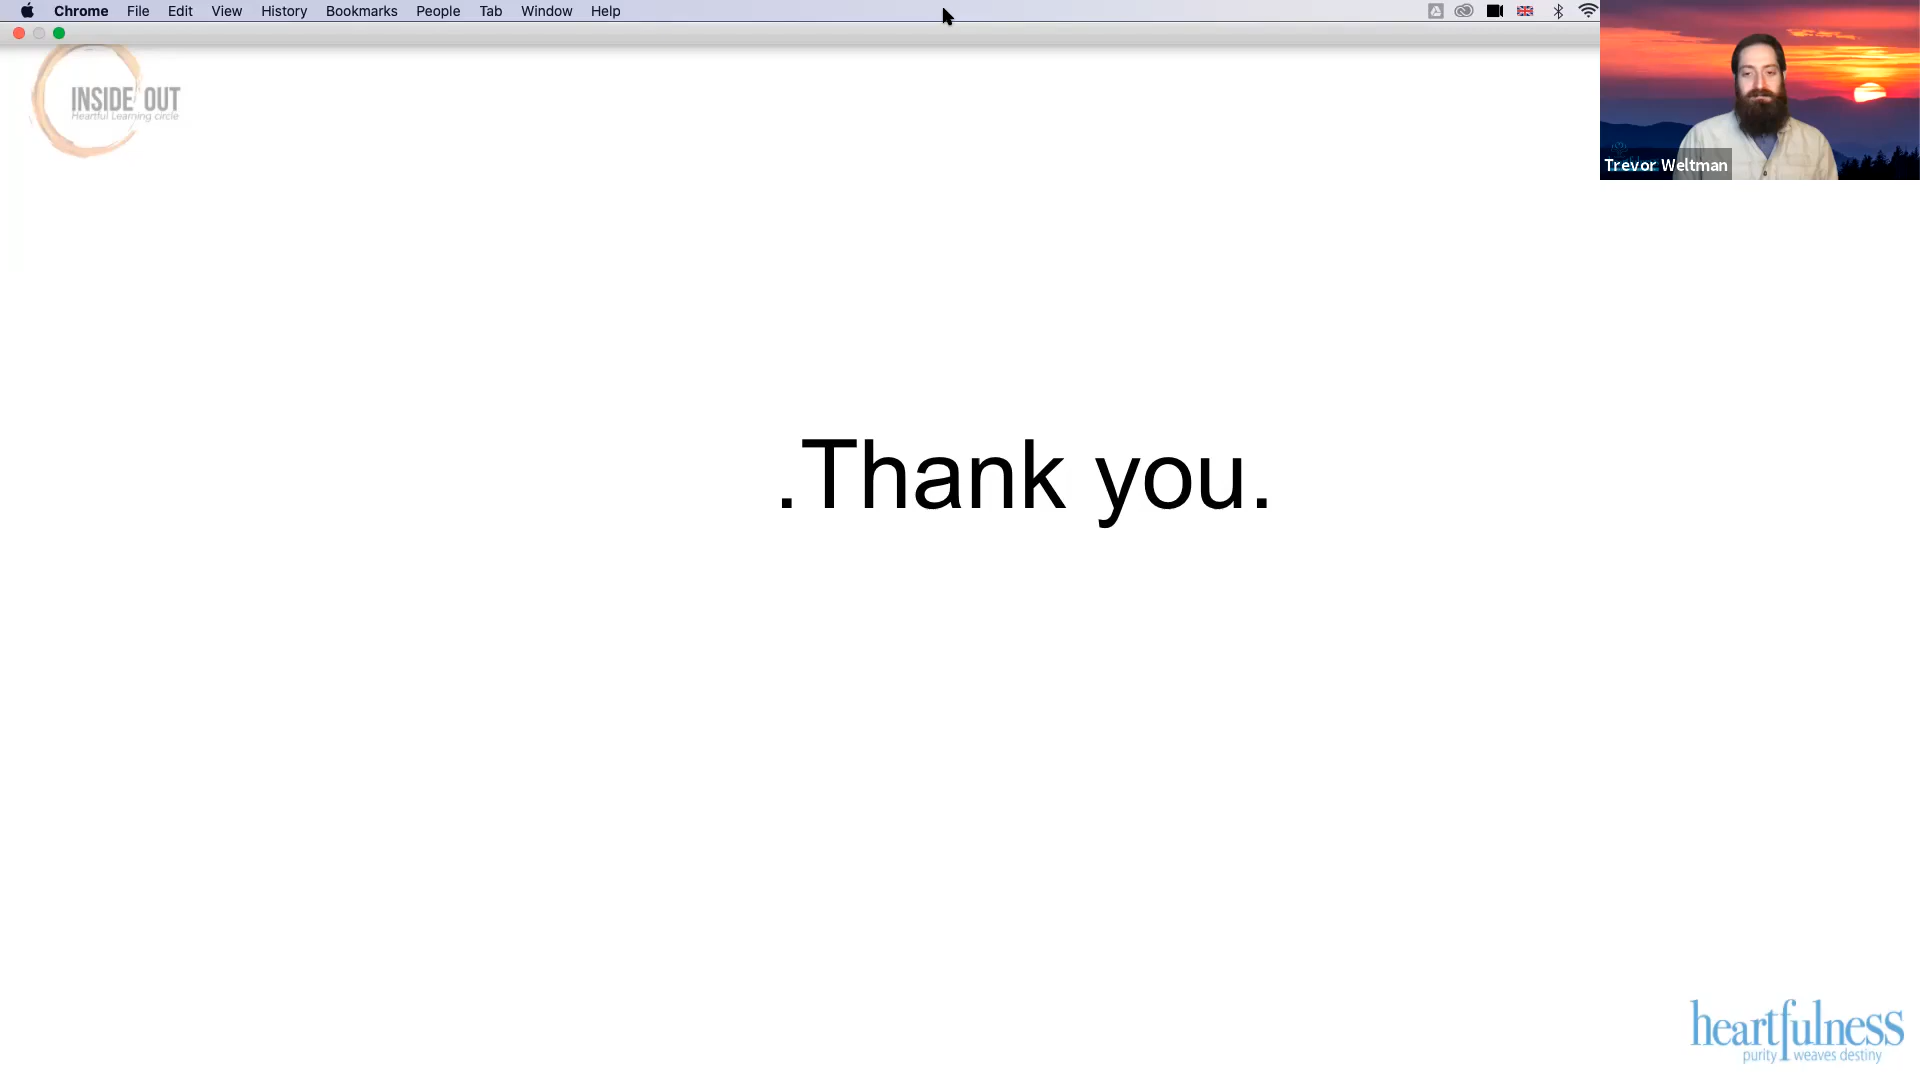 Chrome File Edit View History Bookmarks People Tab Window Help
INSIDE OUT
Heartful Learning circle
Trevor Weltman
.Thank you.
heartfulness
purity weaves destiny